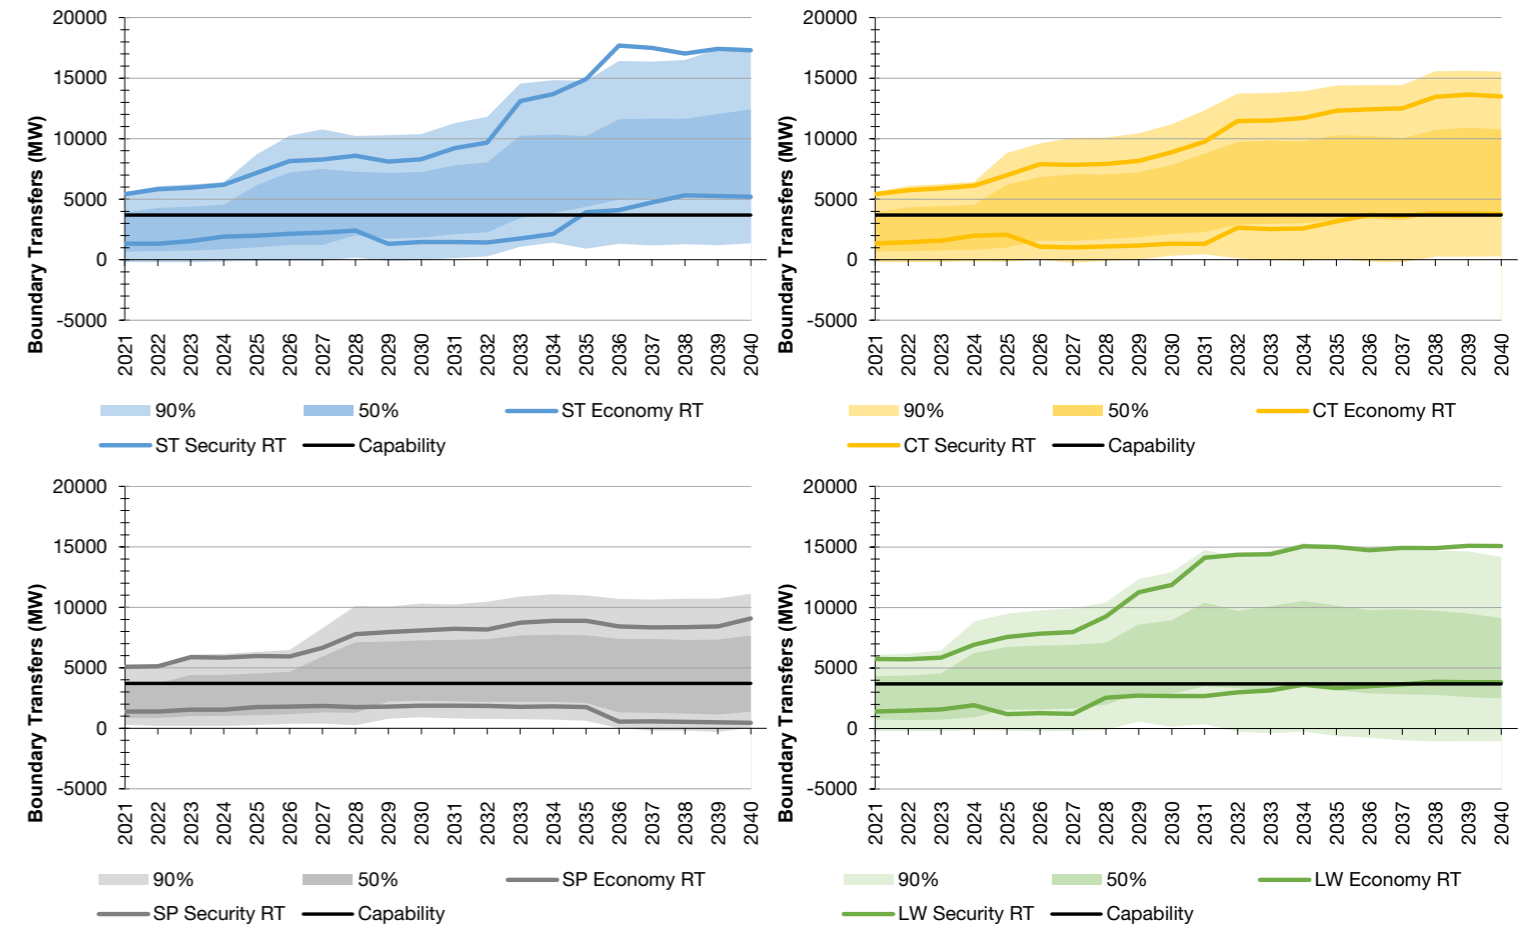 20000
15000
10000
5000
0
-5000
Boundary Transfers (MW)
2021 2022 2023 2024 2025 2026 2027 2028 2029 2030 2031 2032 2033 2034 2035 2036 2037 2038 2039 2040
90% 50% ST Economy RT
ST Security RT Capability
20000
15000
10000
5000
0
-5000
Boundary Transfers (MW)
2021 2022 2023 2024 2025 2026 2027 2028 2029 2030 2031 2032 2033 2034 2035 2036 2037 2038 2039 2040
90% 50% CT Economy RT
CT Security RT Capability
20000
15000
10000
5000
0
-5000
Boundary Transfers (MW)
2021 2022 2023 2024 2025 2026 2027 2028 2029 2030 2031 2032 2033 2034 2035 2036 2037 2038 2039 2040
90% 50% SP Economy RT
SP Security RT Capability
20000
15000
10000
5000
0
-5000
Boundary Transfers (MW)
2021 2022 2023 2024 2025 2026 2027 2028 2029 2030 2031 2032 2033 2034 2035 2036 2037 2038 2039 2040
90% 50% LW Economy RT
LW Security RT Capability